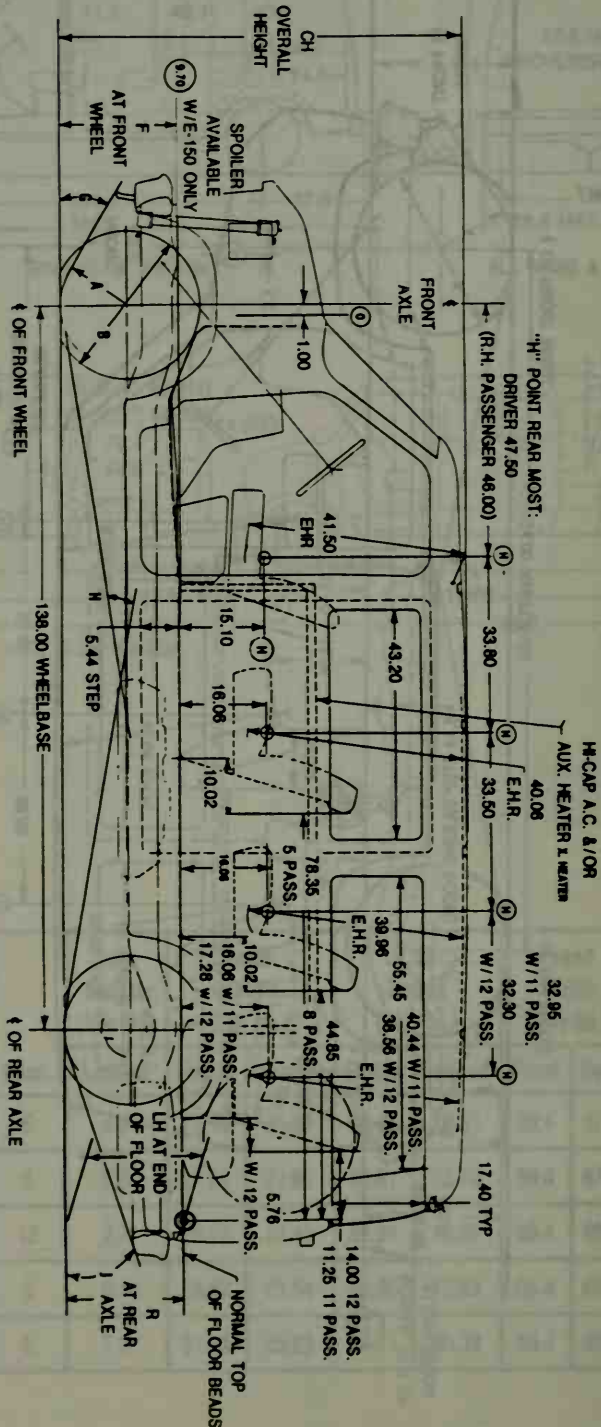 CH
OVERALL
HEIGHT
9.70
SPOILER
AVAILABLE
W/E-150 ONLY
F
AT FRONT
WHEEL
G
A
B
FRONT
AXLE
1.00
0
"H" POINT REAR MOST:
DRIVER 47.50
(R.H. PASSENGER 46.00)
H
33.80
H
33.50
H
32.95
W/11 PASS.
32.30
W/12 PASS.
H
HI-CAP A.C. &/OR
AUX. HEATER
40.06
E.H.R.
41.50
EHR
43.20
39.96
E.H.R.
55.45
40.44 W/11 PASS.
38.56 W/12 PASS.
E.H.R.
17.40 TYP
15.10
H
16.06
10.02
78.35
5 PASS.
16.06
10.02
44.85
8 PASS.
16.06 W/11 PASS.
17.28 W/12 PASS.
5.76
W/12 PASS.
14.00 12 PASS.
11.25 11 PASS.
H
5.44 STEP
LH AT END
OF FLOOR
NORMAL TOP
OF FLOOR BEADS
R
AT REAR
AXLE
J
OF FRONT WHEEL
138.00 WHEELBASE
OF REAR AXLE